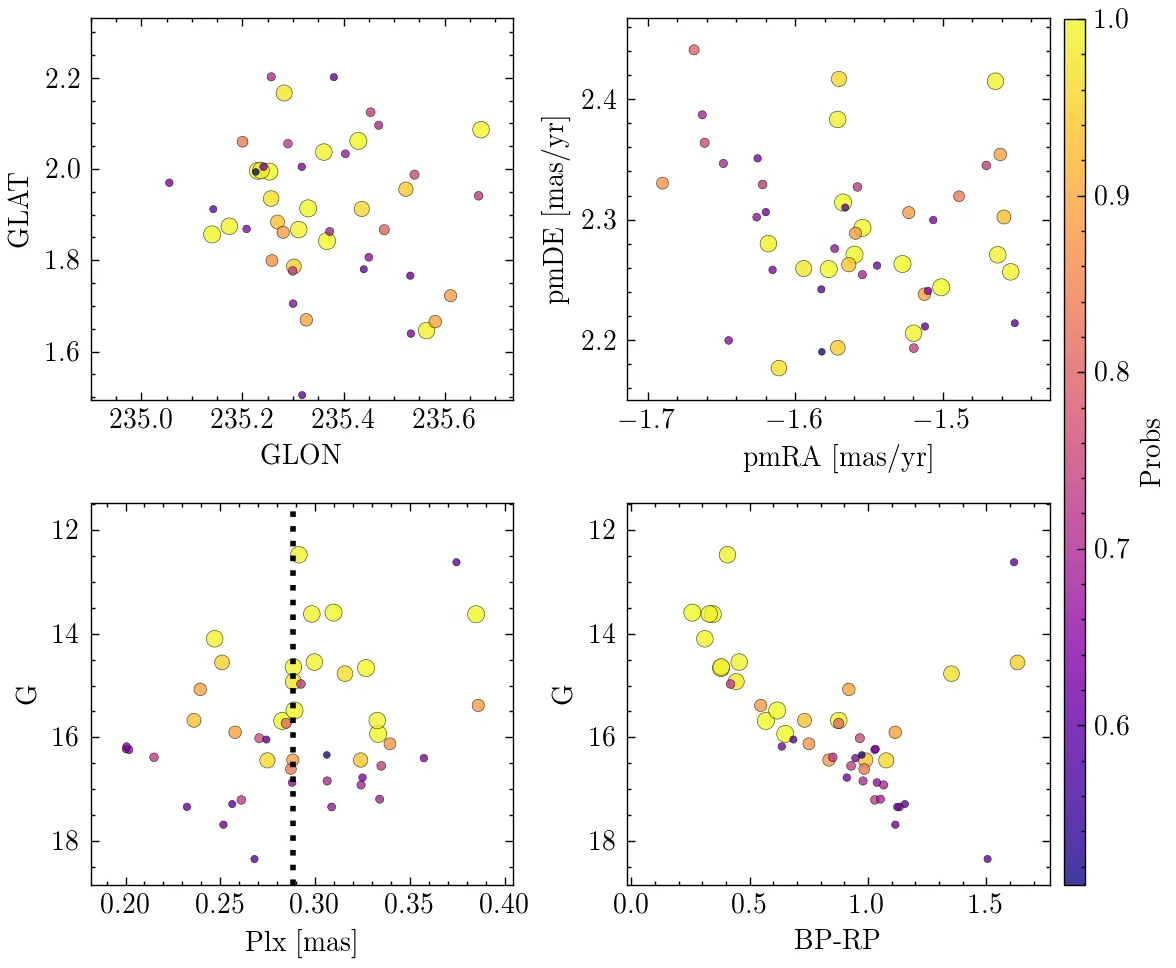 2.2
2.0
1.8
1.6
GLAT
235.0 235.2 235.4 235.6
GLON
2.4
2.3
2.2
pmDE [mas/yr]
−1.7 −1.6 −1.5
pmRA [mas/yr]
12
14
16
18
G
0.20 0.25 0.30 0.35 0.40
Plx [mas]
12
14
16
18
G
0.0 0.5 1.0 1.5
BP-RP
1.0
0.9
0.8
0.7
0.6
Probs